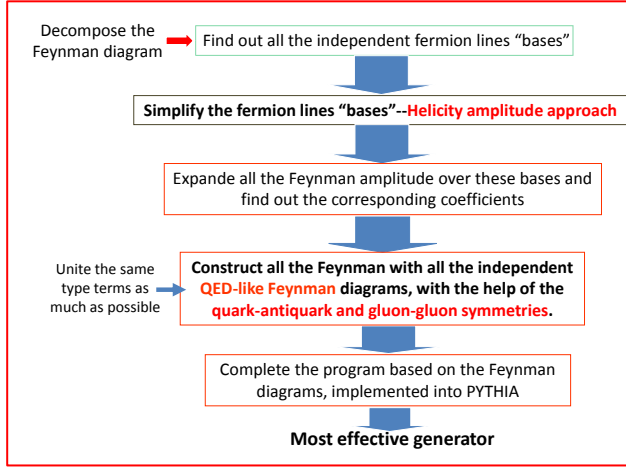 Decompose the
Feynman diagram
Find out all the independent fermion lines “bases”
Simplify the fermion lines “bases”--Helicity amplitude approach
Expande all the Feynman amplitude over these bases and
find out the corresponding coefficients
Unite the same
type terms as
much as possible
Construct all the Feynman with all the independent
QED-like Feynman diagrams, with the help of the
quark-antiquark and gluon-gluon symmetries.
Complete the program based on the Feynman
diagrams, implemented into PYTHIA
Most effective generator